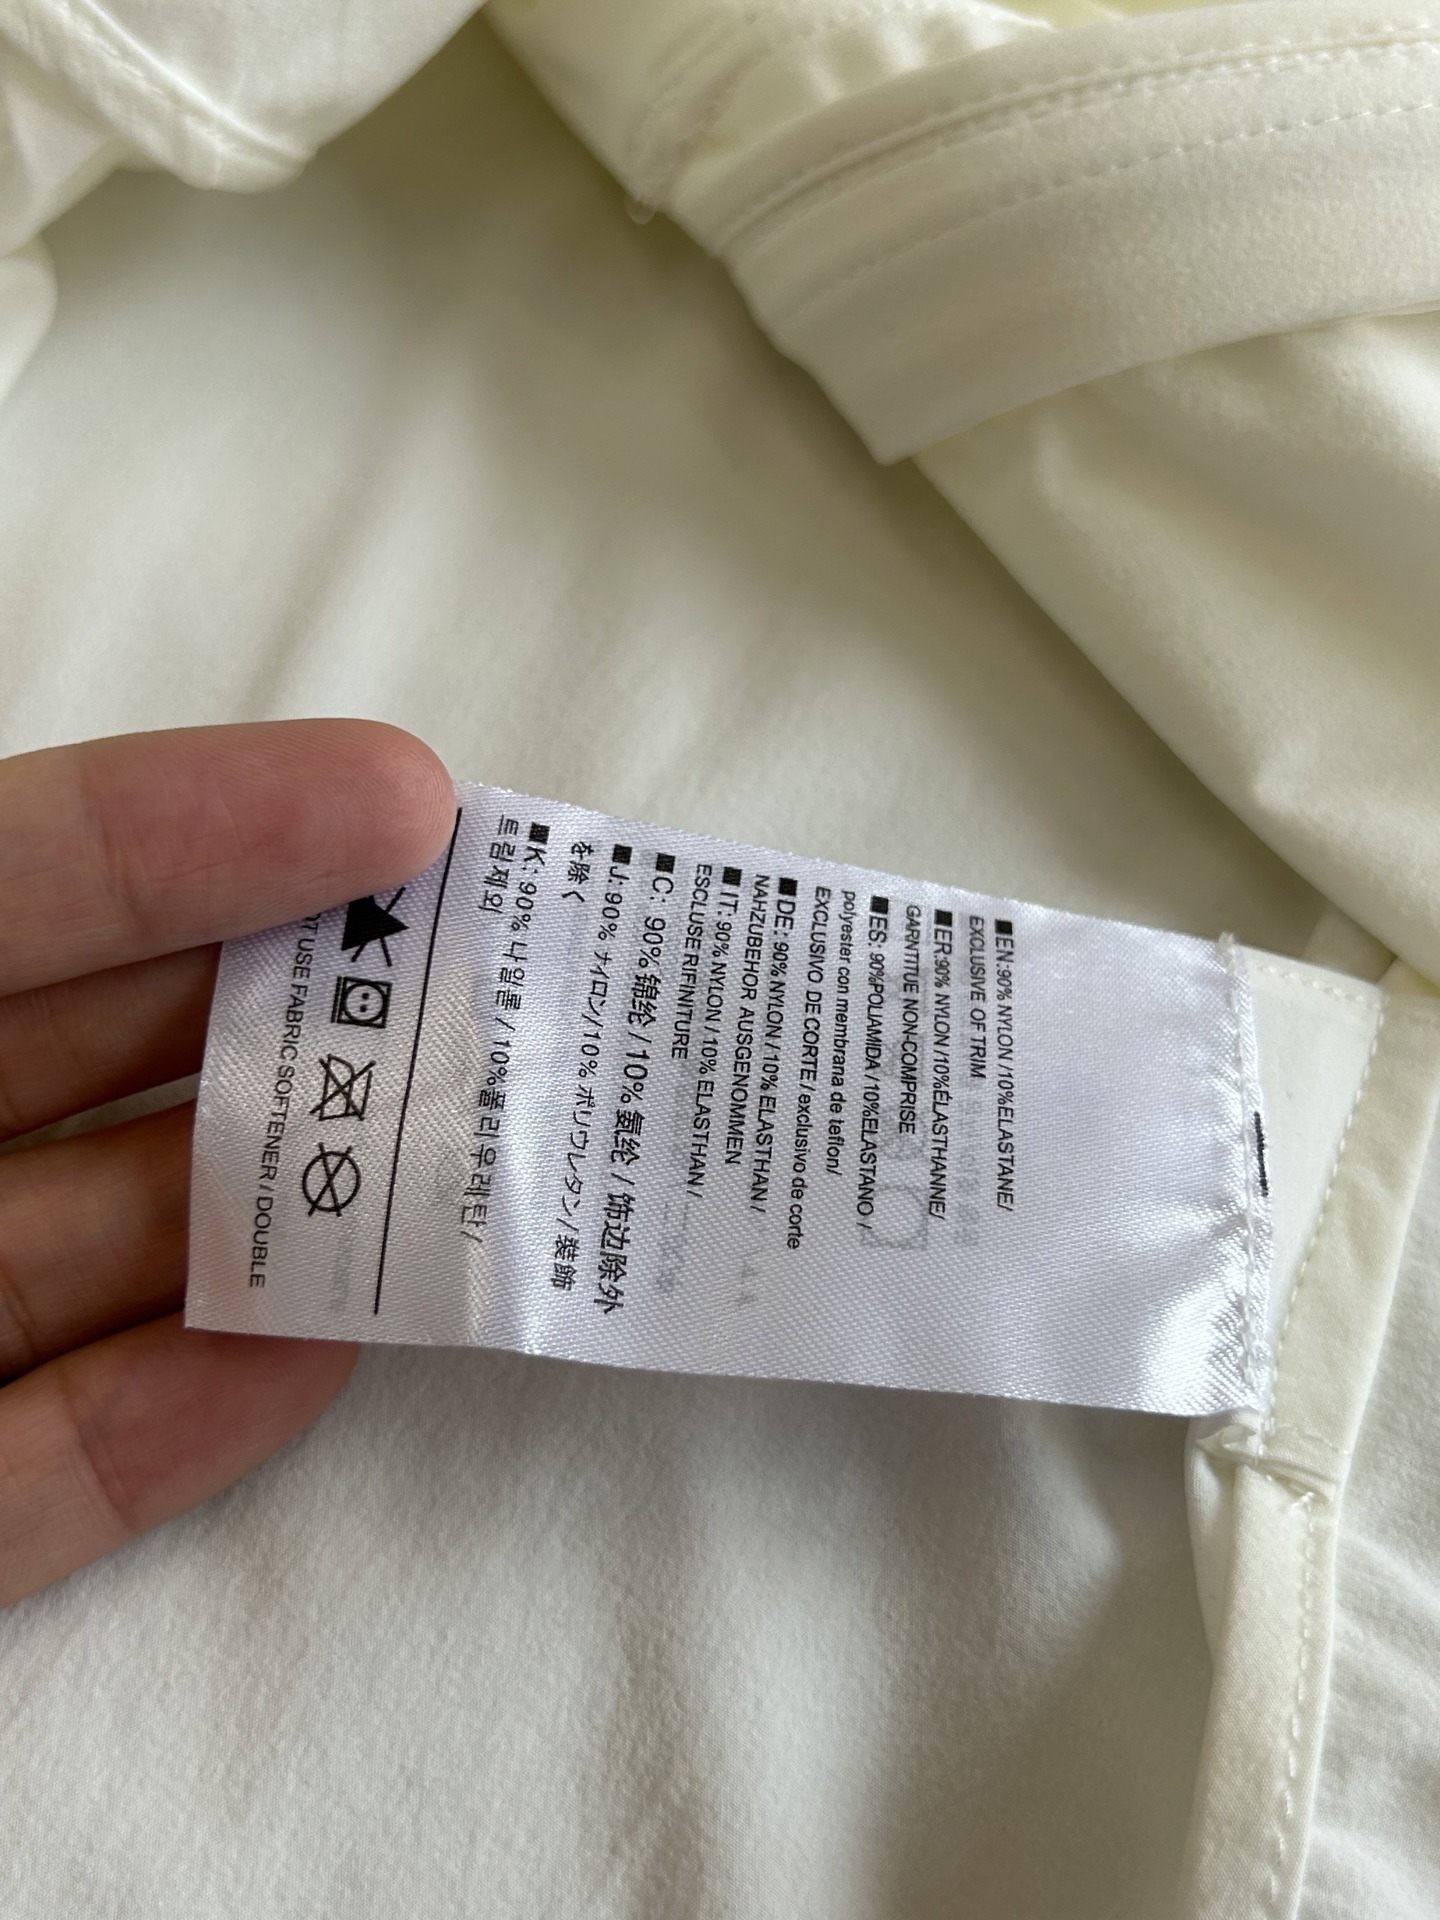 EN:90% NYLON /10%ELASTANE/
EXCLUSIVE OF TRIM
ER:90% NYLON /10%ÉLASTHANNE/
GARNTITUE NON-COMPRISE
ES: 90%POLIAMIDA /10%ELASTANO /
polyester con membrana de teflon/
EXCLUSIVO DE CORTE / exclusivo de corte
DE: 90% NYLON / 10% ELASTHAN /
NAHZUBEHOR AUSGENOMMEN
IT: 90% NYLON / 10% ELASTHAN /
ESCLUSE RIFINITURE
C: 90%锦纶 / 10% 氨纶 / 饰边除外
J: 90% ナイロン/10% ポリウレタン / 装飾
を除く
K: 90% 나일론 / 10%폴리우레탄 /
트림제외
USE FABRIC SOFTENER / DOUBLE